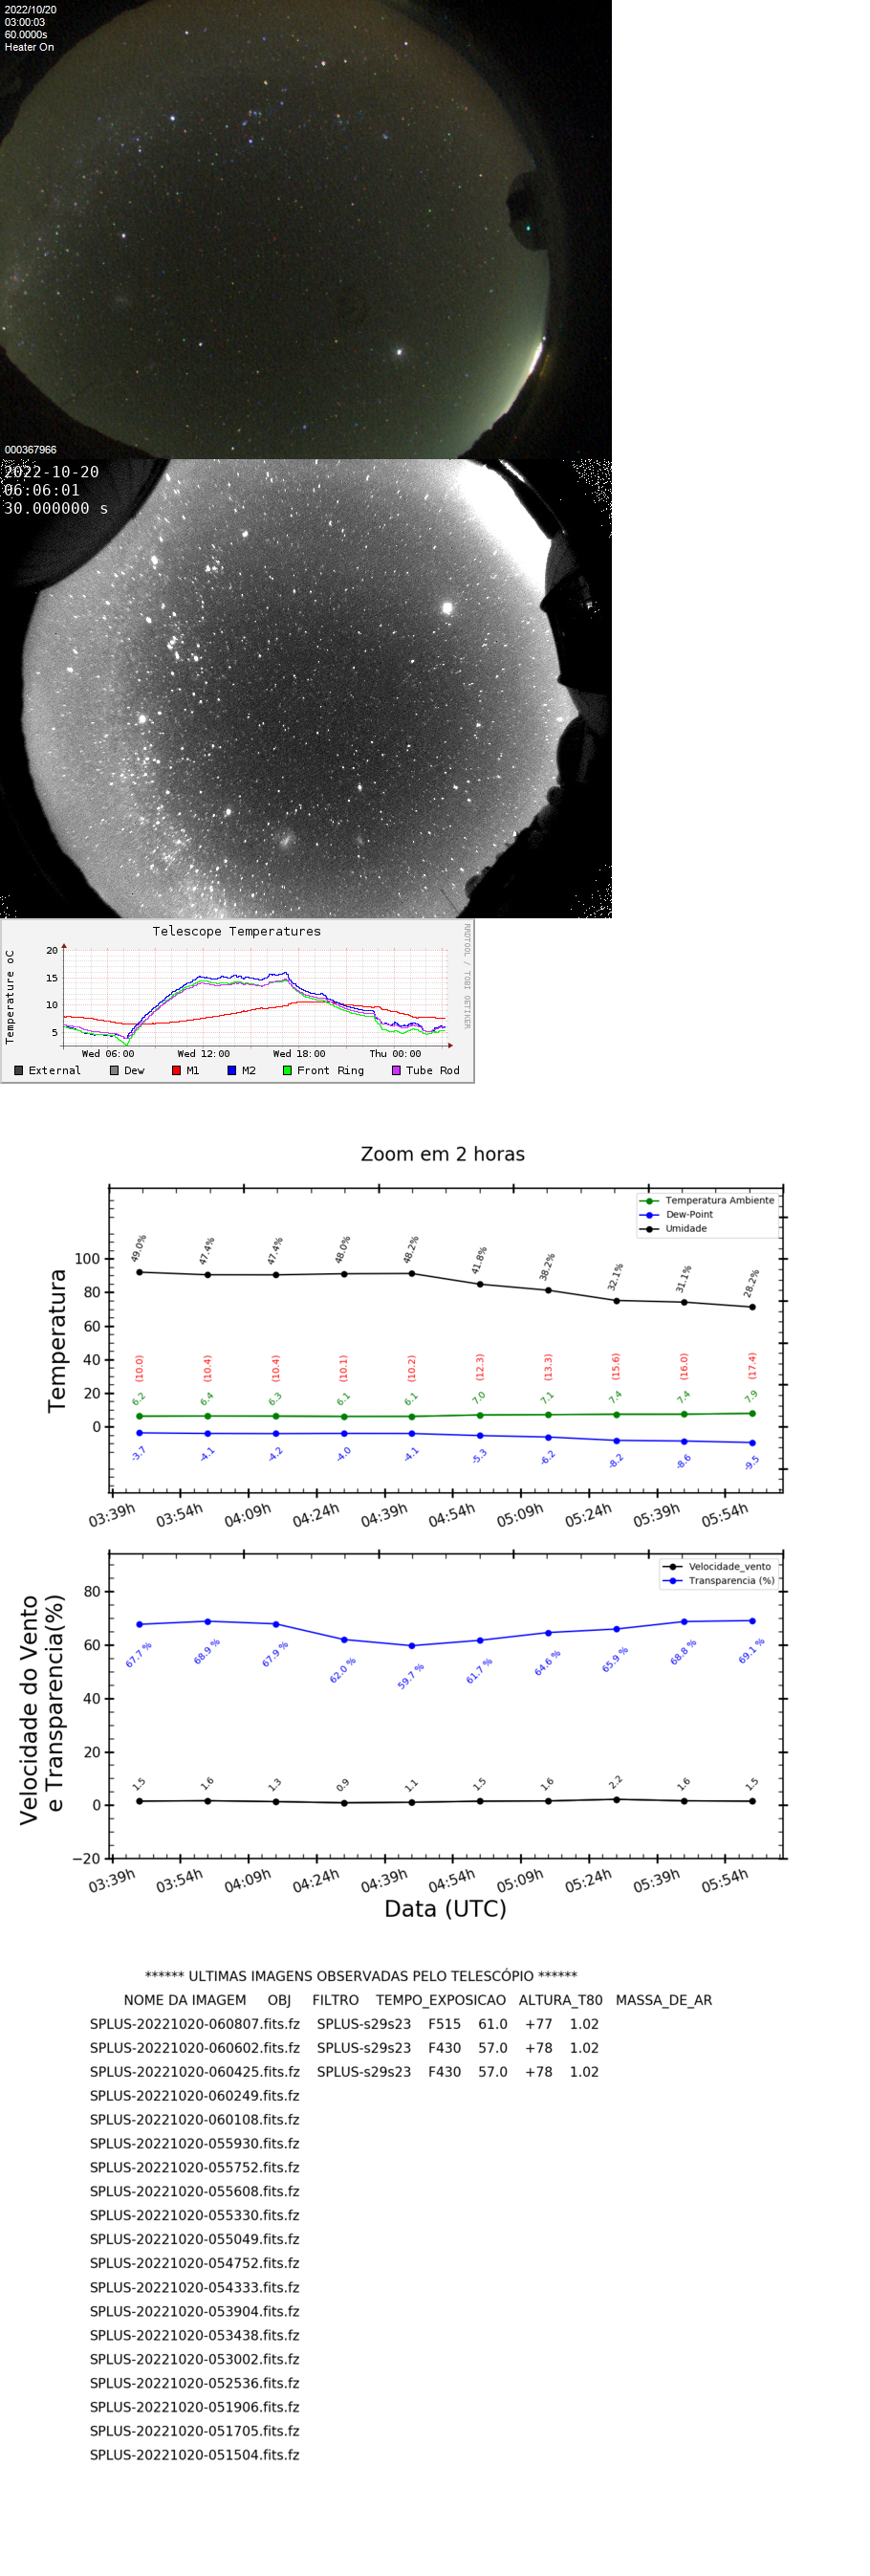 2022/10/20
03:00:03
60.0000s
Heater On
000367966
2022-10-20
06:06:01
30.000000 s
Telescope Temperatures
RRDTOOL / TOBI OETIKER
Temperature oC
20
15
10
5
Wed 06:00 Wed 12:00 Wed 18:00 Thu 00:00
External Dew M1 M2 Front Ring Tube Rod
Zoom em 2 horas
Temperatura Ambiente
Dew-Point
Umidade
Temperatura
100
80
60
40
20
0
49.0% 47.4% 47.4% 48.0% 48.2% 41.8% 38.2% 32.1% 31.1% 28.2%
(10.0) (10.4) (10.4) (10.1) (10.2) (12.3) (13.3) (15.6) (16.0) (17.4)
6.2 6.4 6.3 6.1 6.1 7.0 7.1 7.4 7.4 7.9
-3.7 -4.1 -4.2 -4.0 -4.1 -5.3 -6.2 -8.2 -8.6 -9.5
03:39h 03:54h 04:09h 04:24h 04:39h 04:54h 05:09h 05:24h 05:39h 05:54h
Velocidade_vento
Transparencia (%)
Velocidade do Vento
e Transparencia(%)
80
60
40
20
0
−20
67.7 % 68.9 % 67.9 % 62.0 % 59.7 % 61.7 % 64.6 % 65.9 % 68.8 % 69.1 %
1.5 1.6 1.3 0.9 1.1 1.5 1.6 2.2 1.6 1.5
03:39h 03:54h 04:09h 04:24h 04:39h 04:54h 05:09h 05:24h 05:39h 05:54h
Data (UTC)
****** ULTIMAS IMAGENS OBSERVADAS PELO TELESCÓPIO ******
NOME DA IMAGEM OBJ FILTRO TEMPO_EXPOSICAO ALTURA_T80 MASSA_DE_AR
SPLUS-20221020-060807.fits.fz SPLUS-s29s23 F515 61.0 +77 1.02
SPLUS-20221020-060602.fits.fz SPLUS-s29s23 F430 57.0 +78 1.02
SPLUS-20221020-060425.fits.fz SPLUS-s29s23 F430 57.0 +78 1.02
SPLUS-20221020-060249.fits.fz
SPLUS-20221020-060108.fits.fz
SPLUS-20221020-055930.fits.fz
SPLUS-20221020-055752.fits.fz
SPLUS-20221020-055608.fits.fz
SPLUS-20221020-055330.fits.fz
SPLUS-20221020-055049.fits.fz
SPLUS-20221020-054752.fits.fz
SPLUS-20221020-054333.fits.fz
SPLUS-20221020-053904.fits.fz
SPLUS-20221020-053438.fits.fz
SPLUS-20221020-053002.fits.fz
SPLUS-20221020-052536.fits.fz
SPLUS-20221020-051906.fits.fz
SPLUS-20221020-051705.fits.fz
SPLUS-20221020-051504.fits.fz